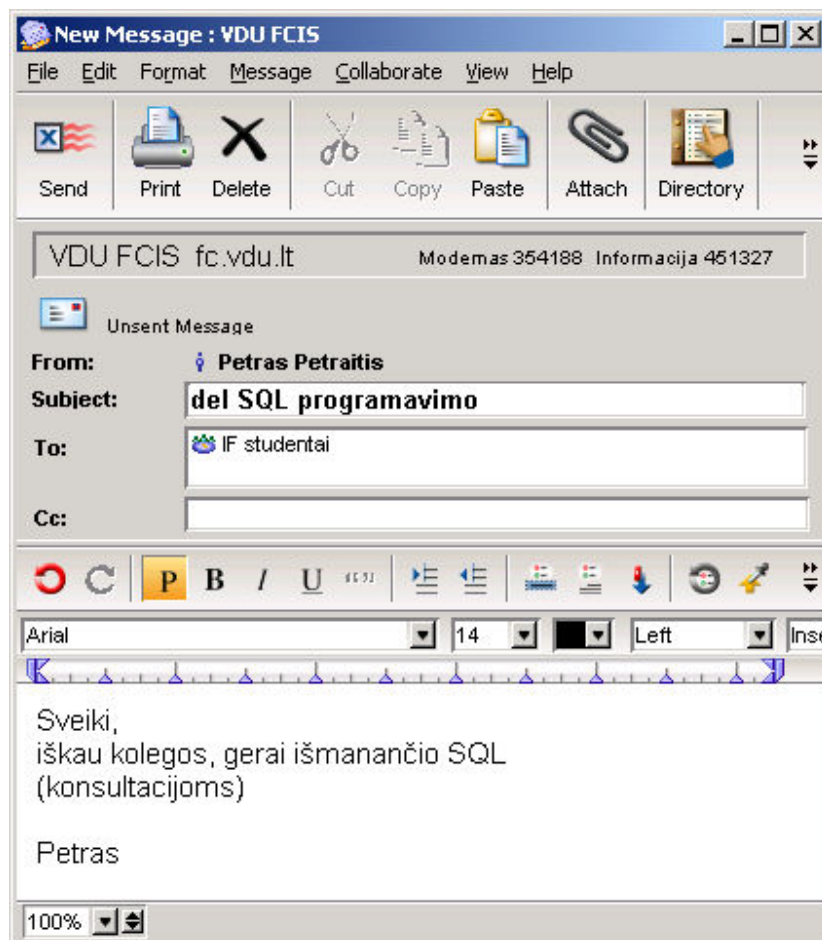 New Message : VDU FCIS
File Edit Format Message Collaborate View Help
Send Print Delete Cut Copy Paste Attach Directory
VDU FCIS fc.vdu.lt Modemas 354188 Informacija 451327
Unsent Message
From: Petras Petraitis
Subject: del SQL programavimo
To: IF studentai
Cc:
P B I U
Arial 14 Left Inse
Sveiki,
iškau kolegos, gerai išmanančio SQL
(konsultacijoms)
Petras
100%